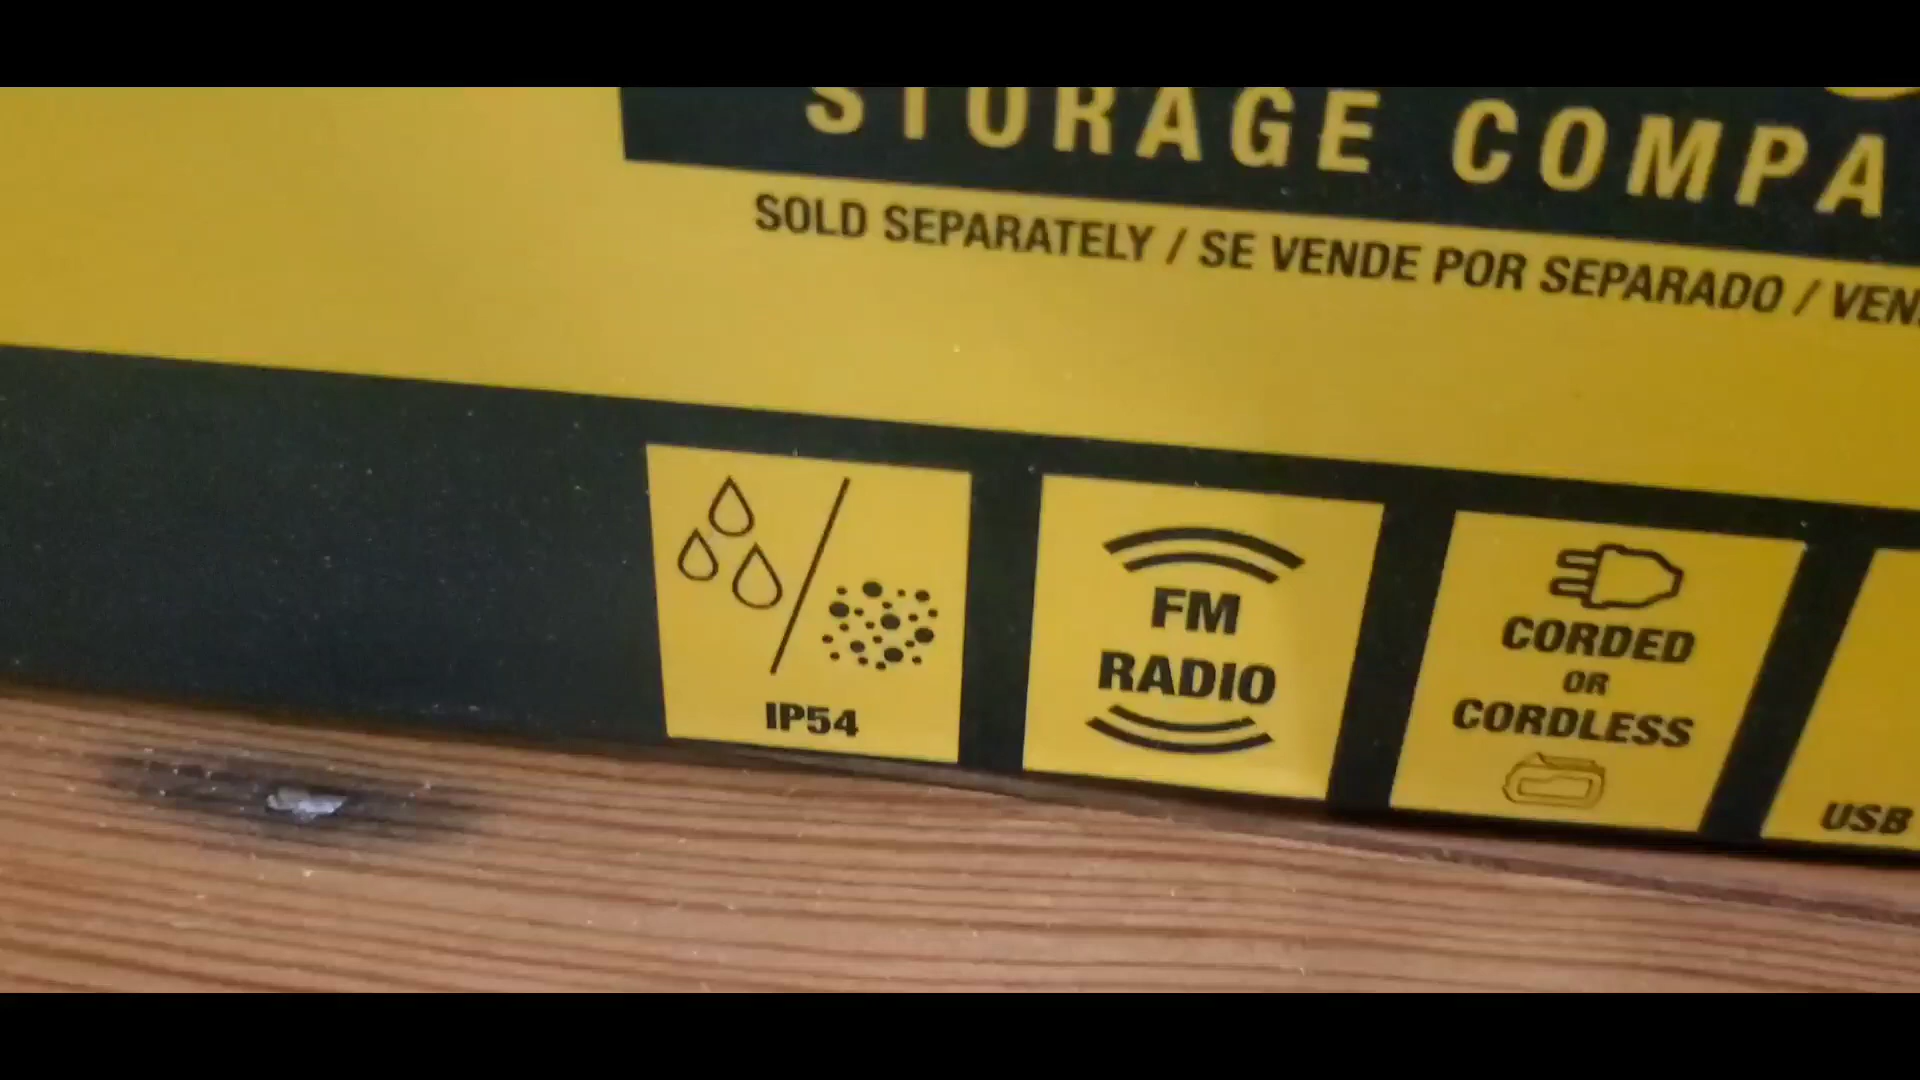 STORAGE COMPA
SOLD SEPARATELY / SE VENDE POR SEPARADO / VEN
IP54
FM
RADIO
CORDED
OR
CORDLESS
USB